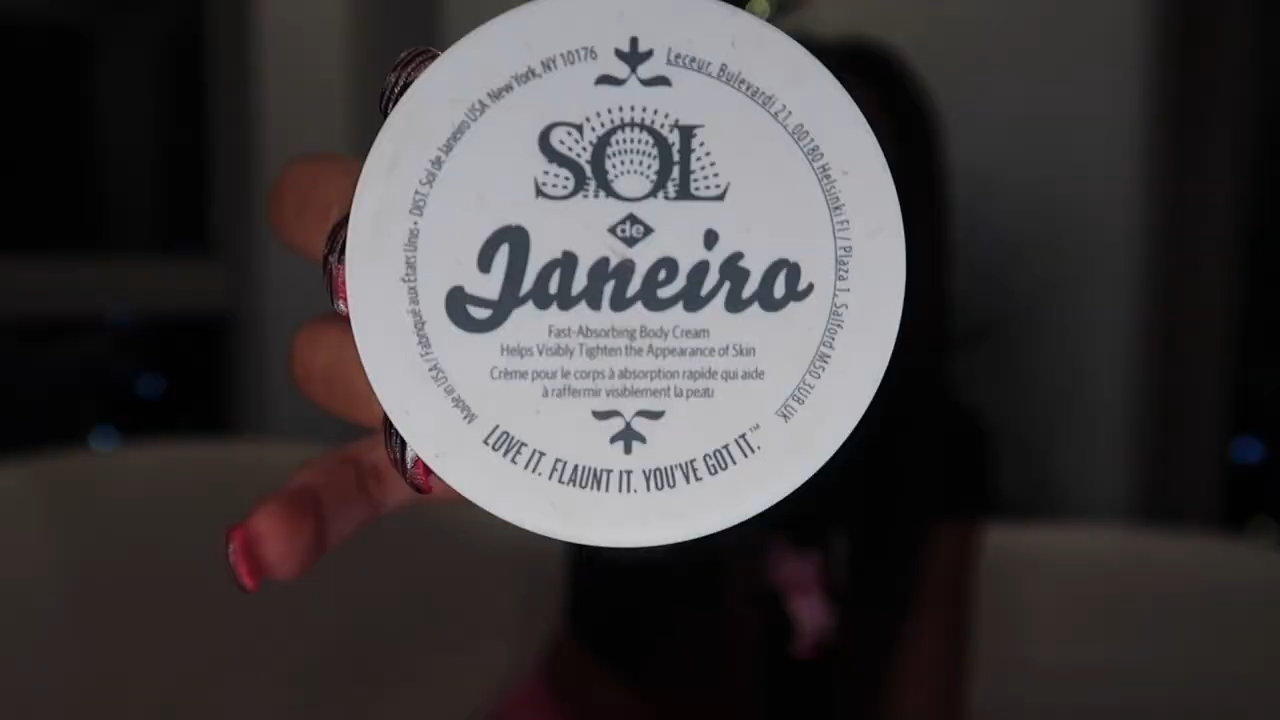 SOL
de
Janeiro
Fast-Absorbing Body Cream
Helps Visibly Tighten the Appearance of Skin
Crème pour le corps à absorption rapide qui aide
à raffermir visiblement la peau
LOVE IT. FLAUNT IT. YOU'VE GOT IT.™
Made in USA / Fabriqué aux États Unis • DIST. Sol de Janeiro USA, New York, NY 10176
Leceur, Bulevardi 21, 00180 Helsinki FI / Plaza 1, Salford M50 3UB UK